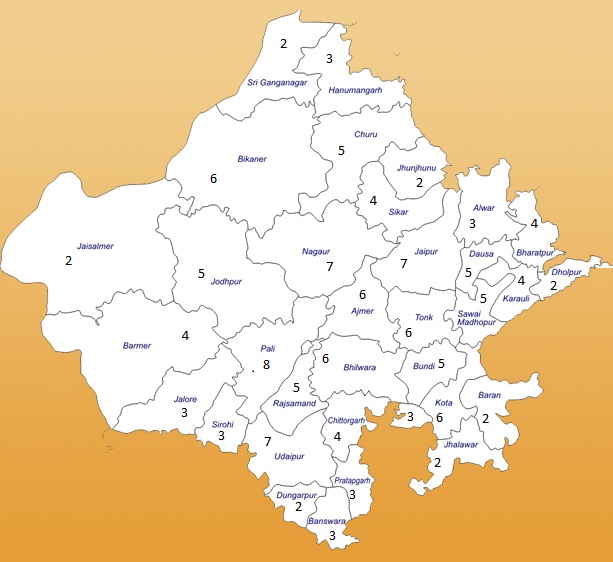 2
3
Sri Ganganagar
Hanumangarh
Churu
5
Bikaner
6
Jhunjhunu
2
4
Sikar
Alwar
3
4
Jaisalmer
2
Nagaur
7
Jaipur
7
Dausa
5
Bharatpur
Dholpur
2
4
Karauli
5
Sawai
Madhopur
5
Jodhpur
6
Ajmer
Tonk
6
Barmer
4
Pali
. 8
6
Bhilwara
Bundi 5
5
Rajsamand
Jalore
3
Sirohi
3
Chittorgarh
4
3
Kota
6
Baran
2
Jhalawar
2
7
Udaipur
Pratapgarh
3
Dungarpur
2
Banswara
3